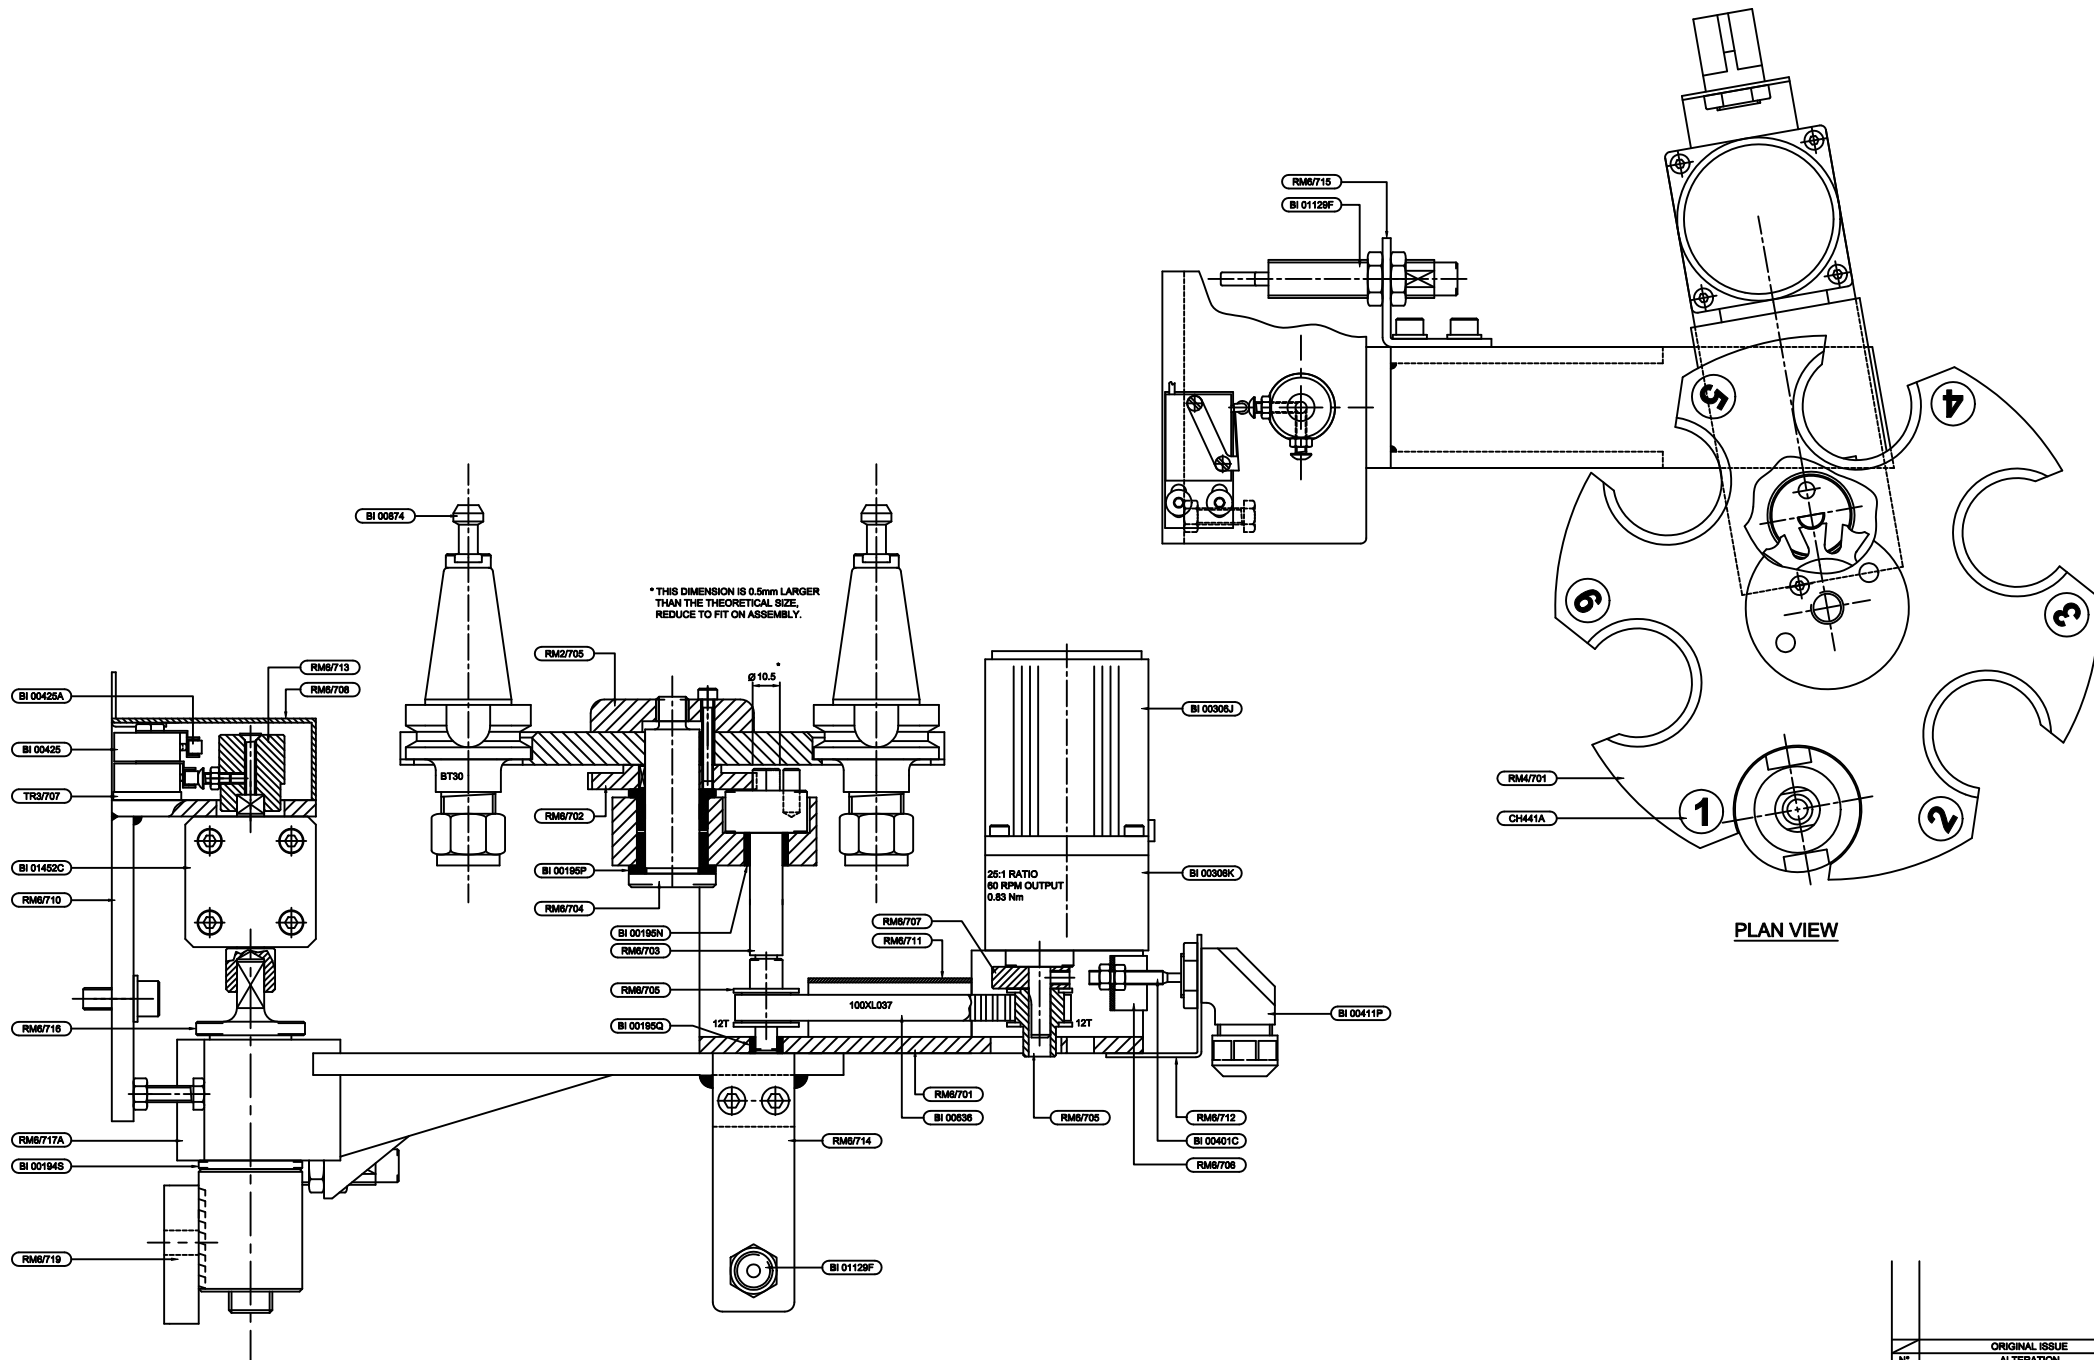 RM6/715
BI 01129F
5
4
BI 00674
* THIS DIMENSION IS 0.5mm LARGER
THAN THE THEORETICAL SIZE,
REDUCE TO FIT ON ASSEMBLY.
6
3
RM2/705
RM6/713
*
Ø 10.5
RM6/708
BI 00425A
BI 00308J
BI 00425
BT30
RM4/701
TR3/707
RM6/702
CH441A
1
2
BI 01452C
BI 00195P
25:1 RATIO
60 RPM OUTPUT
0.83 Nm
BI 00308K
RM6/710
RM6/704
RM6/707
BI 00195N
RM6/711
PLAN VIEW
RM6/703
RM6/705
100XL037
BI 00411P
RM6/716
12T
BI 00195Q
12T
RM6/701
BI 00636
RM6/705
RM6/712
RM6/717A
RM6/714
BI 00401C
BI 00194S
RM6/706
RM6/719
BI 01129F
ORIGINAL ISSUE
Nº ALTERATION